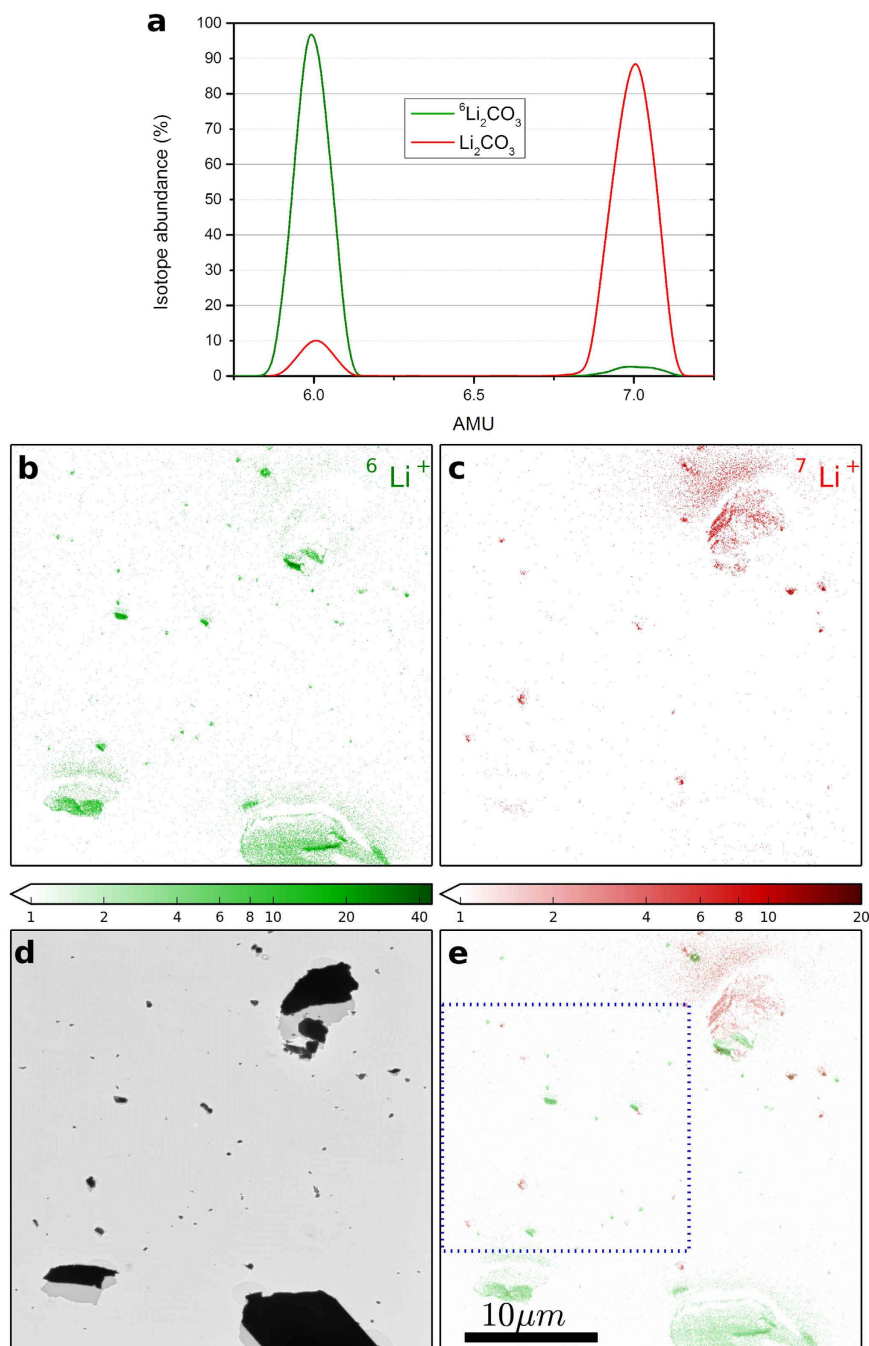 a
100
90
80
70
60
50
40
30
20
10
0
Isotope abundance (%)
⁶Li₂CO₃
Li₂CO₃
6.0 6.5 7.0
AMU
b ⁶Li⁺
c ⁷Li⁺
1 2 4 6 8 10 20 40
1 2 4 6 8 10 20
d
e
10μm